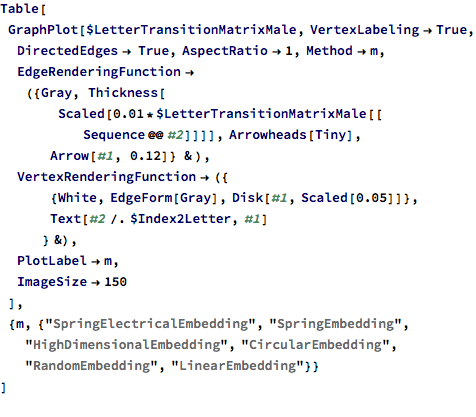 Table[
GraphPlot[$LetterTransitionMatrixMale, VertexLabeling → True,
DirectedEdges → True, AspectRatio → 1, Method → m,
EdgeRenderingFunction →
({Gray, Thickness[
Scaled[0.01 * $LetterTransitionMatrixMale[[
Sequence @@ #2]]]], Arrowheads[Tiny],
Arrow[#1, 0.12]} &),
VertexRenderingFunction → ({
{White, EdgeForm[Gray], Disk[#1, Scaled[0.05]]},
Text[#2 /. $Index2Letter, #1]
} &),
PlotLabel → m,
ImageSize → 150
],
{m, {"SpringElectricalEmbedding", "SpringEmbedding",
"HighDimensionalEmbedding", "CircularEmbedding",
"RandomEmbedding", "LinearEmbedding"}}
]